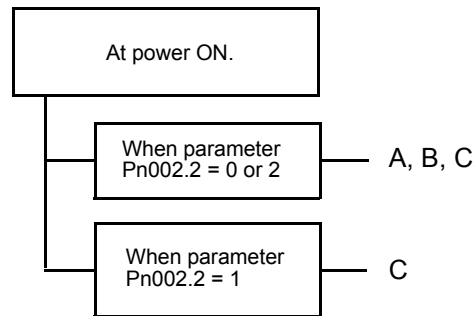 At power ON.
When parameter
Pn002.2 = 0 or 2
A, B, C
When parameter
Pn002.2 = 1
C